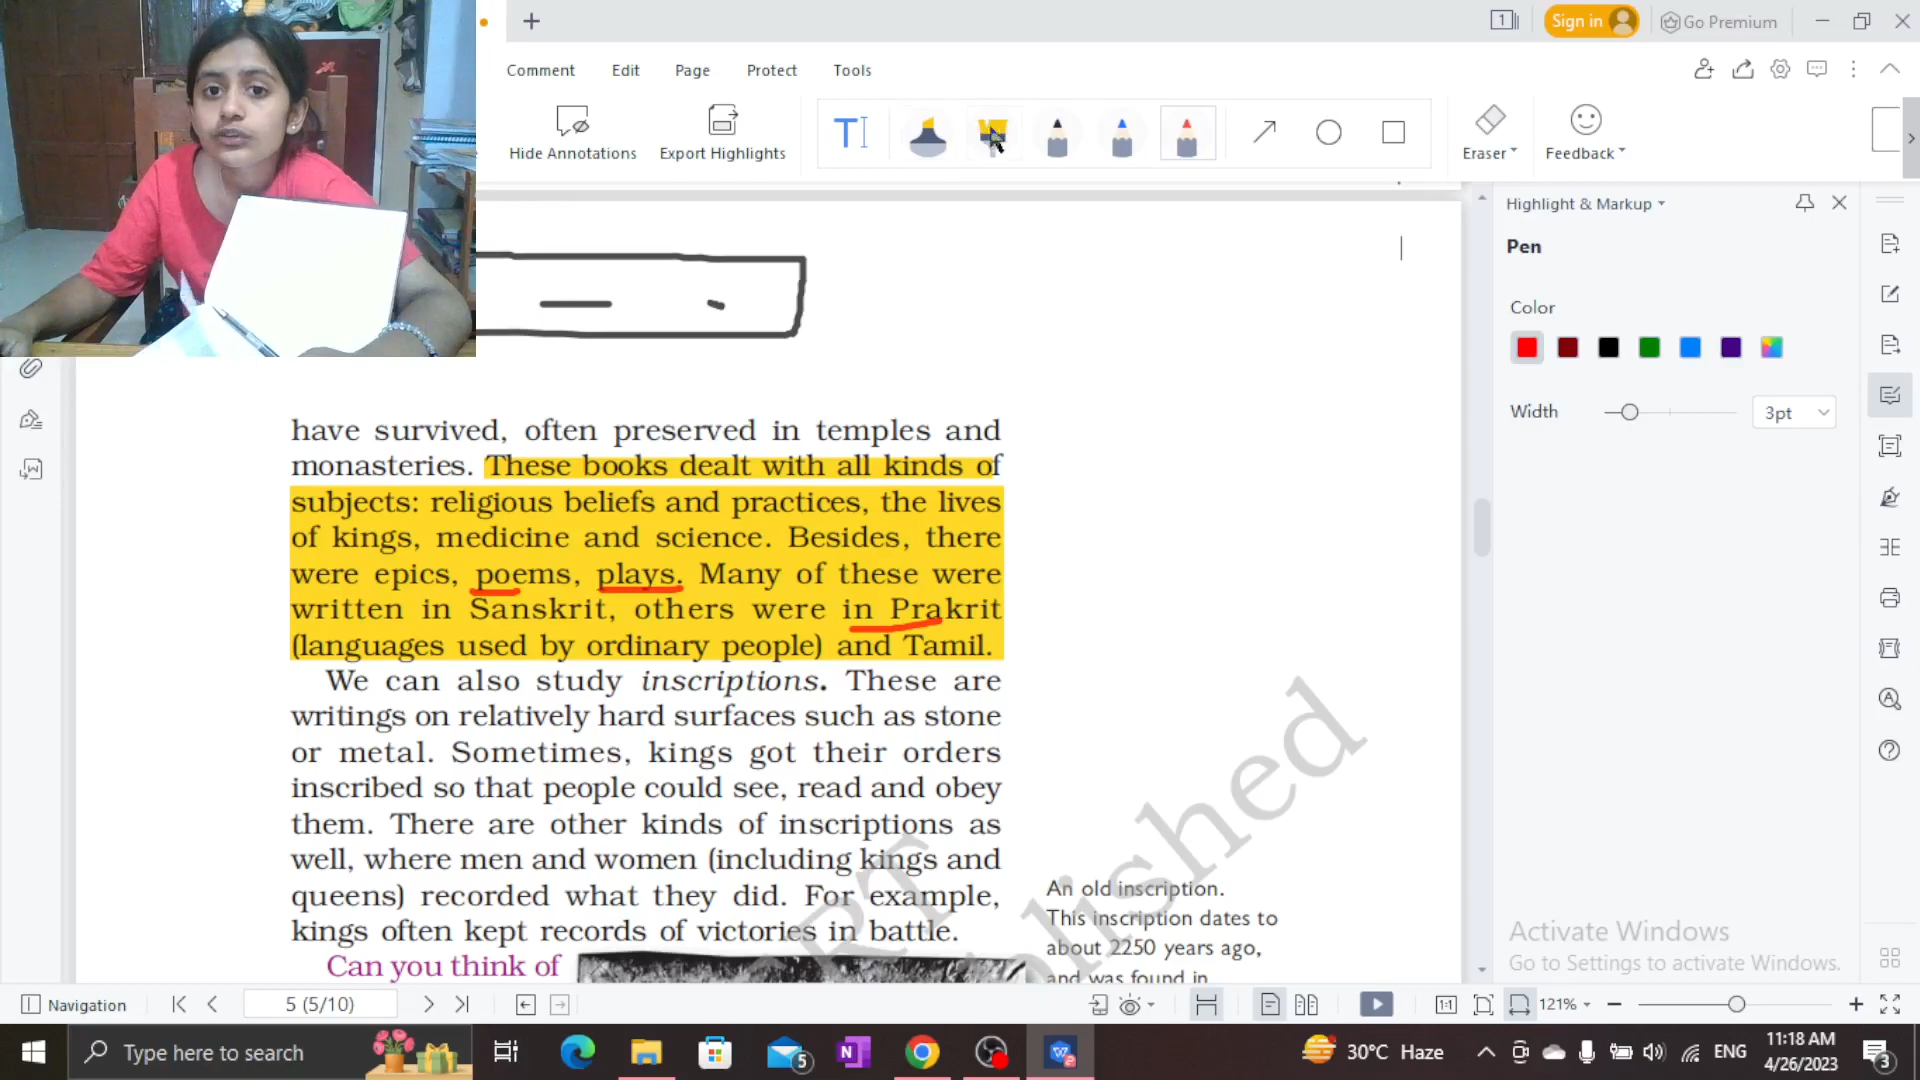 Sign in
Go Premium
Comment
Edit
Page
Protect
Tools
Hide Annotations
Export Highlights
Eraser
Feedback
Highlight & Markup
Pen
Color
Width
3pt
have survived, often preserved in temples and
monasteries. These books dealt with all kinds of
subjects: religious beliefs and practices, the lives
of kings, medicine and science. Besides, there
were epics, poems, plays. Many of these were
written in Sanskrit, others were in Prakrit
(languages used by ordinary people) and Tamil.
We can also study inscriptions. These are
writings on relatively hard surfaces such as stone
or metal. Sometimes, kings got their orders
inscribed so that people could see, read and obey
them. There are other kinds of inscriptions as
well, where men and women (including kings and
queens) recorded what they did. For example,
kings often kept records of victories in battle.
Can you think of
An old inscription.
This inscription dates to
about 2250 years ago,
and was found in
Activate Windows
Go to Settings to activate Windows.
Navigation
5 (5/10)
1:1
121%
Type here to search
5
30°C Haze
ENG
11:18 AM
4/26/2023
3